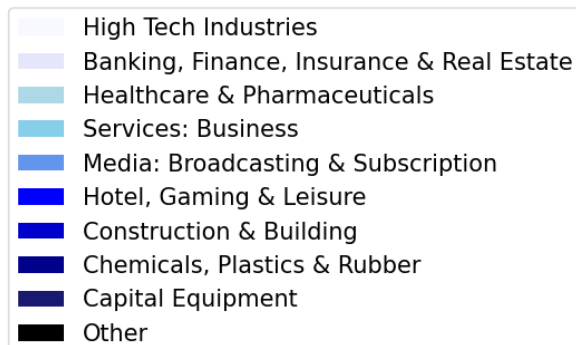 High Tech Industries
Banking, Finance, Insurance & Real Estate
Healthcare & Pharmaceuticals
Services: Business
Media: Broadcasting & Subscription
Hotel, Gaming & Leisure
Construction & Building
Chemicals, Plastics & Rubber
Capital Equipment
Other